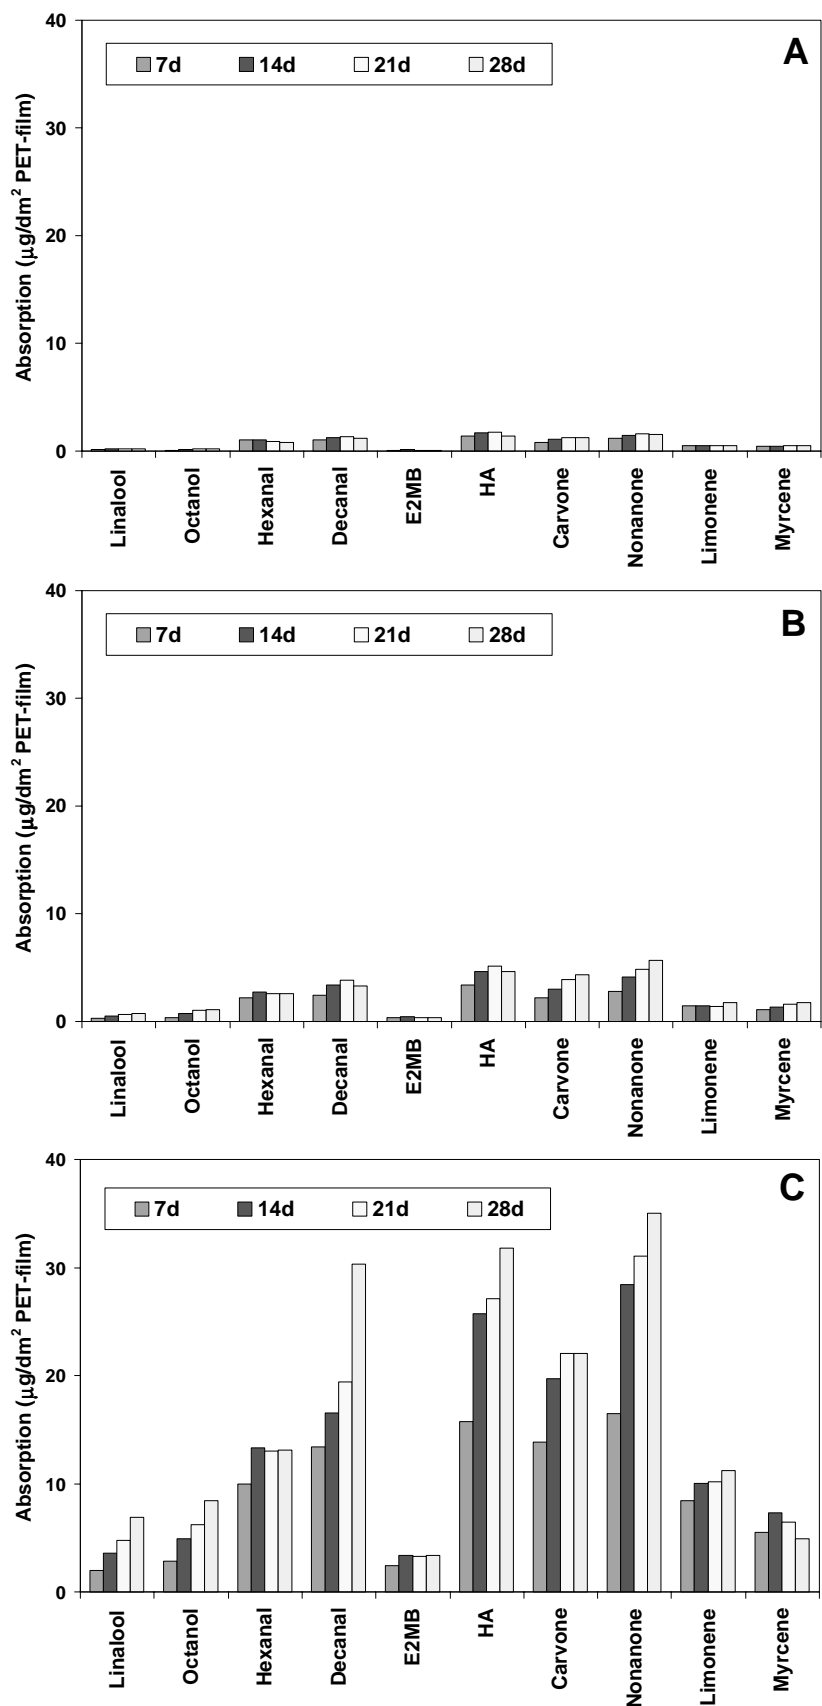 40
A
7d 14d 21d 28d
30
Absorption (µg/dm² PET-film)
20
10
0
Linalool Octanol Hexanal Decanal E2MB HA Carvone Nonanone Limonene Myrcene
40
B
7d 14d 21d 28d
30
Absorption (µg/dm² PET-film)
20
10
0
Linalool Octanol Hexanal Decanal E2MB HA Carvone Nonanone Limonene Myrcene
40
C
7d 14d 21d 28d
30
Absorption (µg/dm² PET-film)
20
10
0
Linalool Octanol Hexanal Decanal E2MB HA Carvone Nonanone Limonene Myrcene